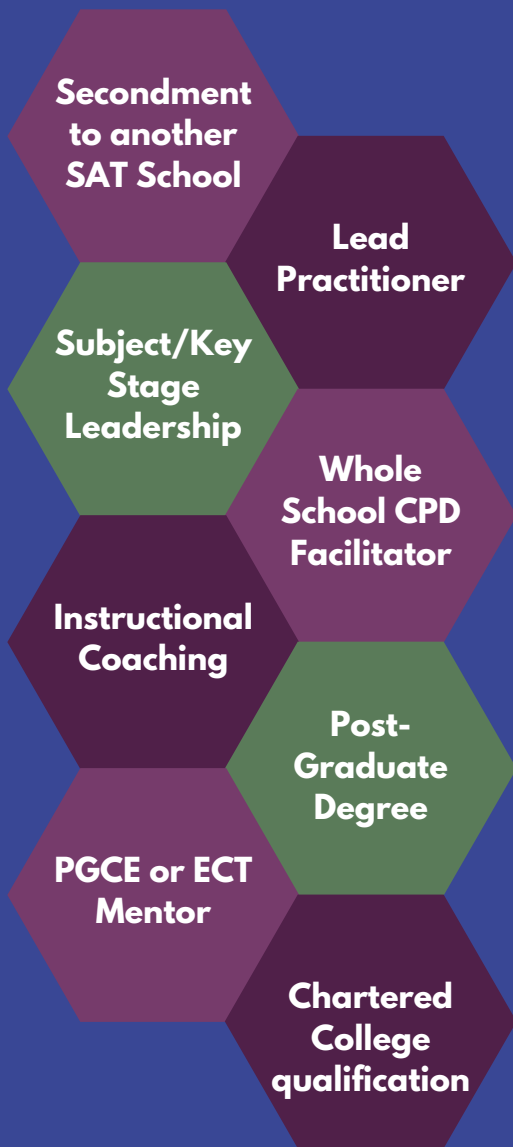 Secondment
to another
SAT School
Lead
Practitioner
Subject/Key
Stage
Leadership
Whole
School CPD
Facilitator
Instructional
Coaching
Post-
Graduate
Degree
PGCE or ECT
Mentor
Chartered
College
qualification